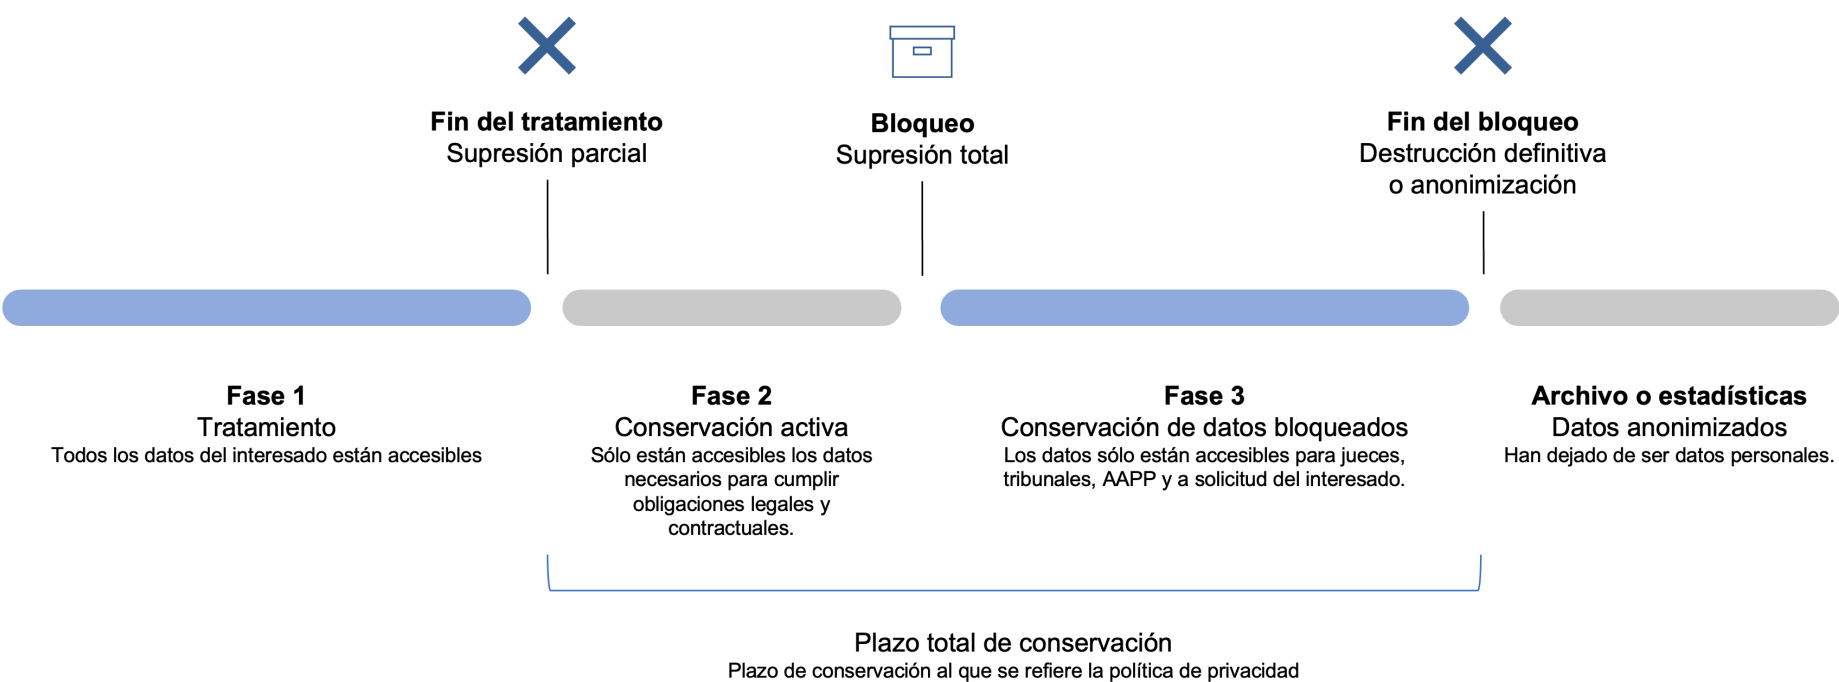 Fin del tratamiento
Supresión parcial
Bloqueo
Supresión total
Fin del bloqueo
Destrucción definitiva
o anonimización
Fase 1
Tratamiento
Todos los datos del interesado están accesibles
Fase 2
Conservación activa
Sólo están accesibles los datos
necesarios para cumplir
obligaciones legales y
contractuales.
Fase 3
Conservación de datos bloqueados
Los datos sólo están accesibles para jueces,
tribunales, AAPP y a solicitud del interesado.
Archivo o estadísticas
Datos anonimizados
Han dejado de ser datos personales.
Plazo total de conservación
Plazo de conservación al que se refiere la política de privacidad